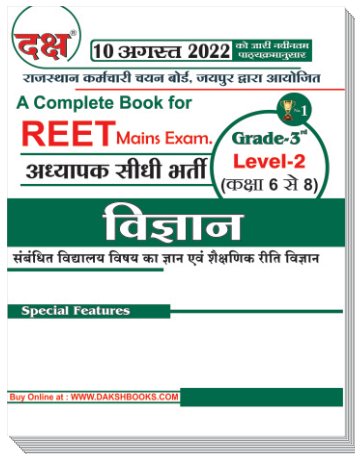 दक्ष
10 अगस्त 2022 को जारी नवीनतम पाठ्यक्रमानुसार
राजस्थान कर्मचारी चयन बोर्ड, जयपुर द्वारा आयोजित
A Complete Book for
REET Mains Exam.
अध्यापक सीधी भर्ती
No. 1
Grade-3rd
Level-2
(कक्षा 6 से 8)
विज्ञान
संबंधित विद्यालय विषय का ज्ञान एवं शैक्षणिक रीति विज्ञान
Special Features
Buy Online at : WWW.DAKSHBOOKS.COM